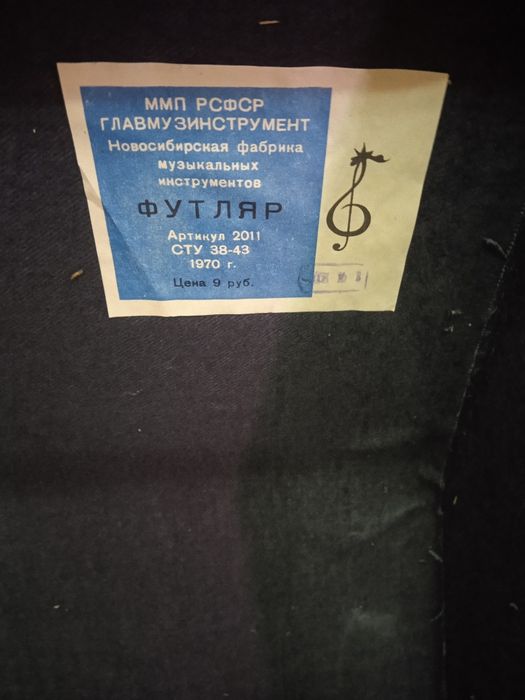 ММП РСФСР
ГЛАВМУЗИНСТРУМЕНТ
Новосибирская фабрика
музыкальных
инструментов
ФУТЛЯР
Артикул 2011
СТУ 38-43
1970 г.
Цена 9 руб.